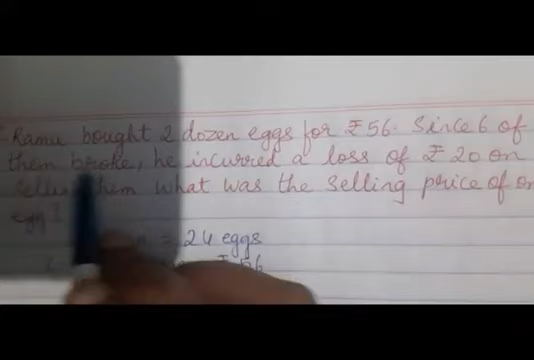 Ramu bought 2 dozen eggs for ₹56. Since 6 of
them broke, he incurred a loss of ₹ 20 on
them what was the selling price of
egg?
= 24 eggs
₹ 56